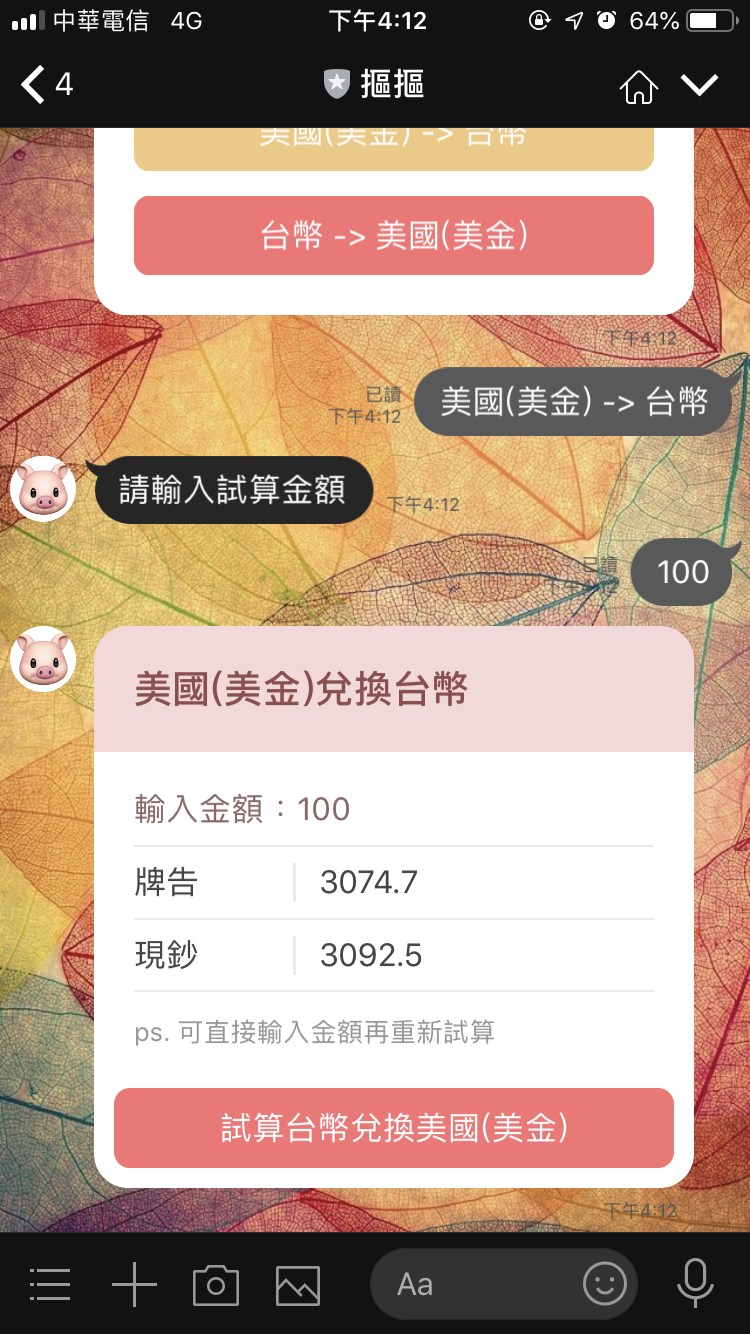 中華電信 4G 下午4:12 64%
4 摳摳
美國(美金) -> 台幣
台幣 -> 美國(美金)
下午4:12
已讀
下午4:12
美國(美金) -> 台幣
請輸入試算金額
下午4:12
已讀
100
美國(美金)兌換台幣
輸入金額：100
牌告 3074.7
現鈔 3092.5
ps. 可直接輸入金額再重新試算
試算台幣兌換美國(美金)
下午4:12
Aa